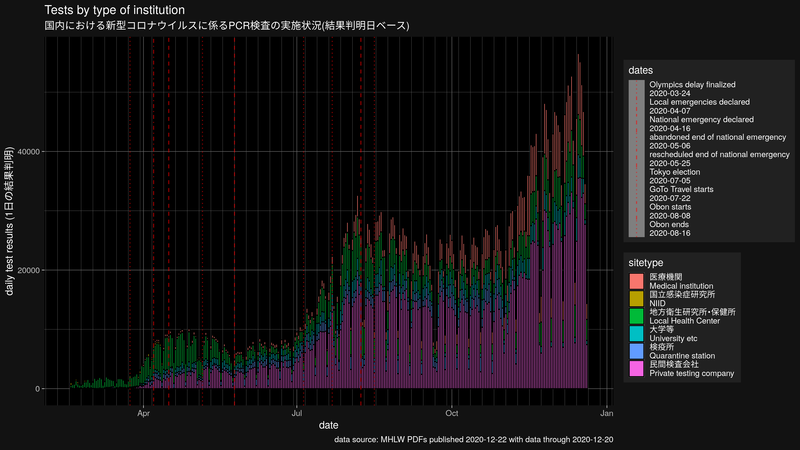 Tests by type of institution
国内における新型コロナウイルスに係るPCR検査の実施状況(結果判明日ベース)
daily test results (1日の結果判明)
40000
20000
0
Apr
Jul
Oct
Jan
date
data source: MHLW PDFs published 2020-12-22 with data through 2020-12-20
dates
Olympics delay finalized
2020-03-24
Local emergencies declared
2020-04-07
National emergency declared
2020-04-16
abandoned end of national emergency
2020-05-06
rescheduled end of national emergency
2020-05-25
Tokyo election
2020-07-05
GoTo Travel starts
2020-07-22
Obon starts
2020-08-08
Obon ends
2020-08-16
sitetype
医療機関
Medical institution
国立感染症研究所
NIID
地方衛生研究所・保健所
Local Health Center
大学等
University etc
検疫所
Quarantine station
民間検査会社
Private testing company